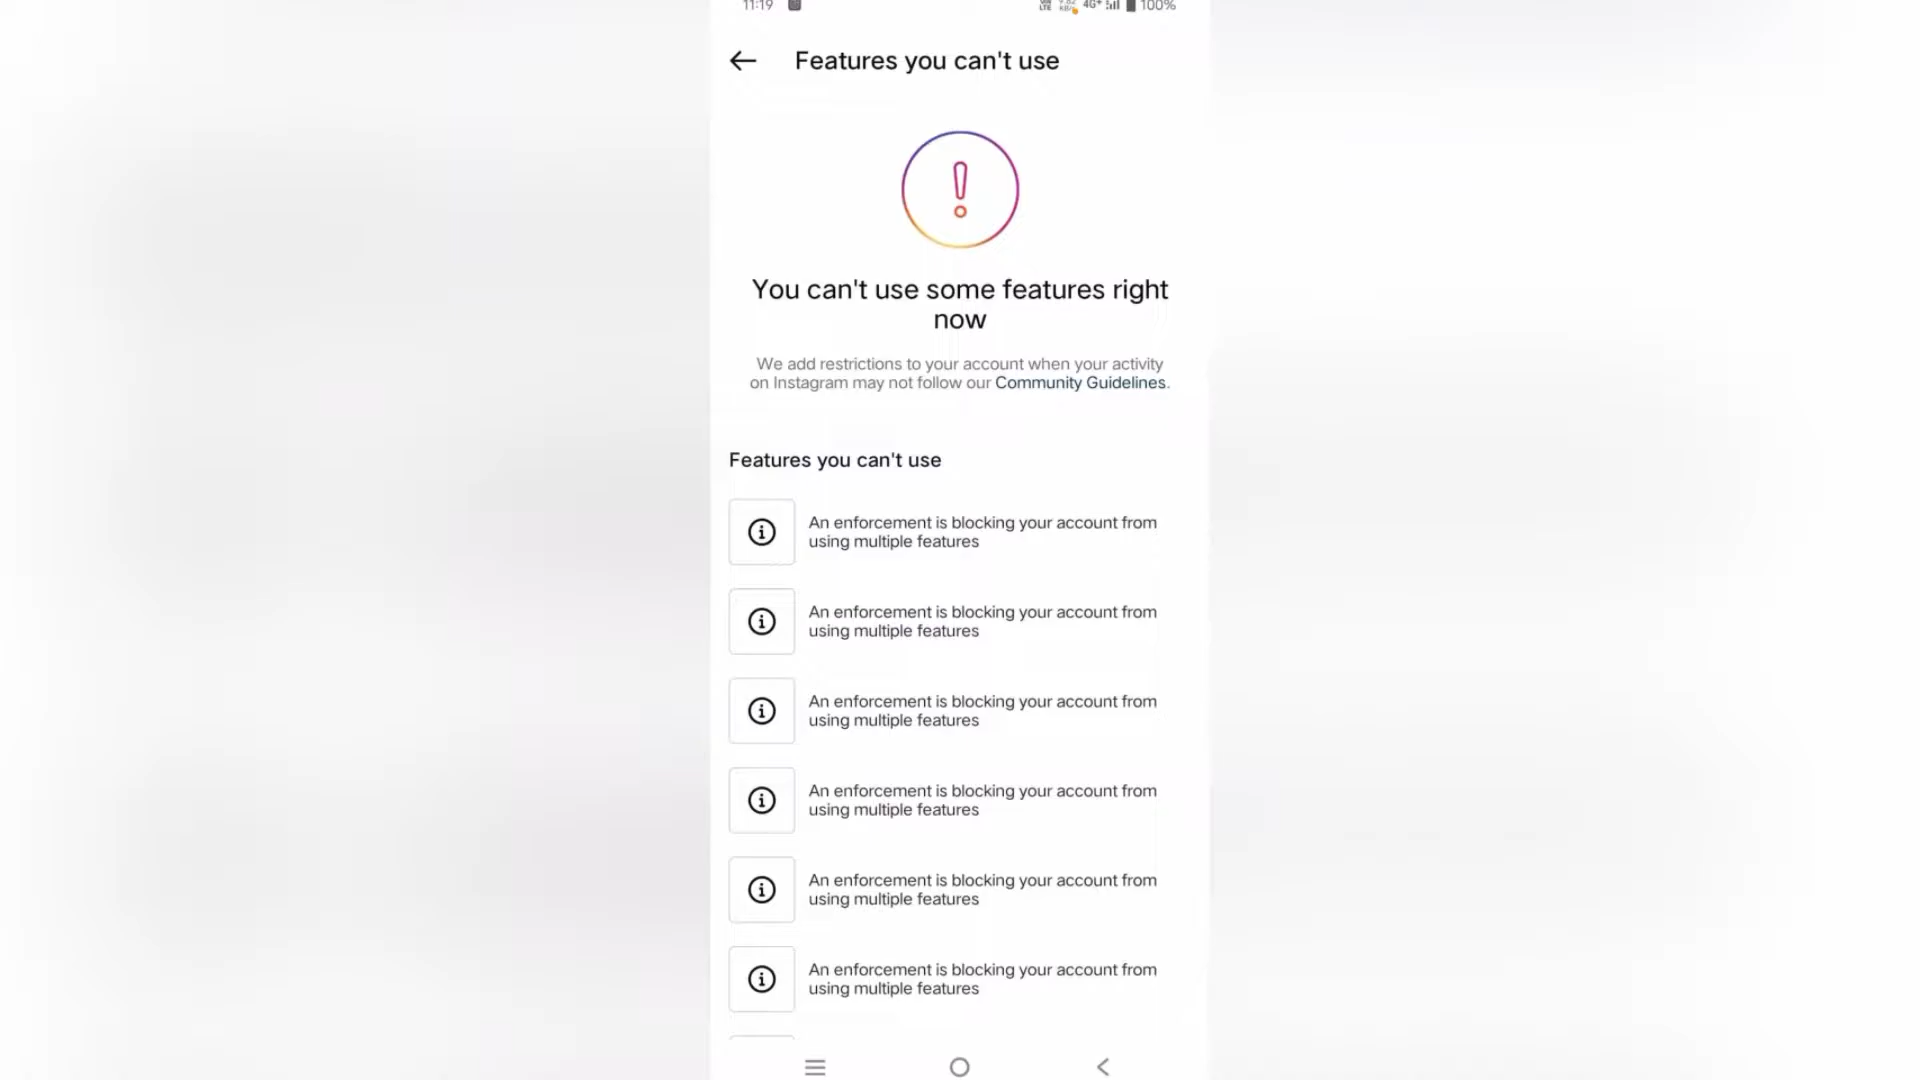 11:19
4G+
100%
Features you can't use
You can't use some features right
now
We add restrictions to your account when your activity
on Instagram may not follow our Community Guidelines.
Features you can't use
An enforcement is blocking your account from
using multiple features
An enforcement is blocking your account from
using multiple features
An enforcement is blocking your account from
using multiple features
An enforcement is blocking your account from
using multiple features
An enforcement is blocking your account from
using multiple features
An enforcement is blocking your account from
using multiple features